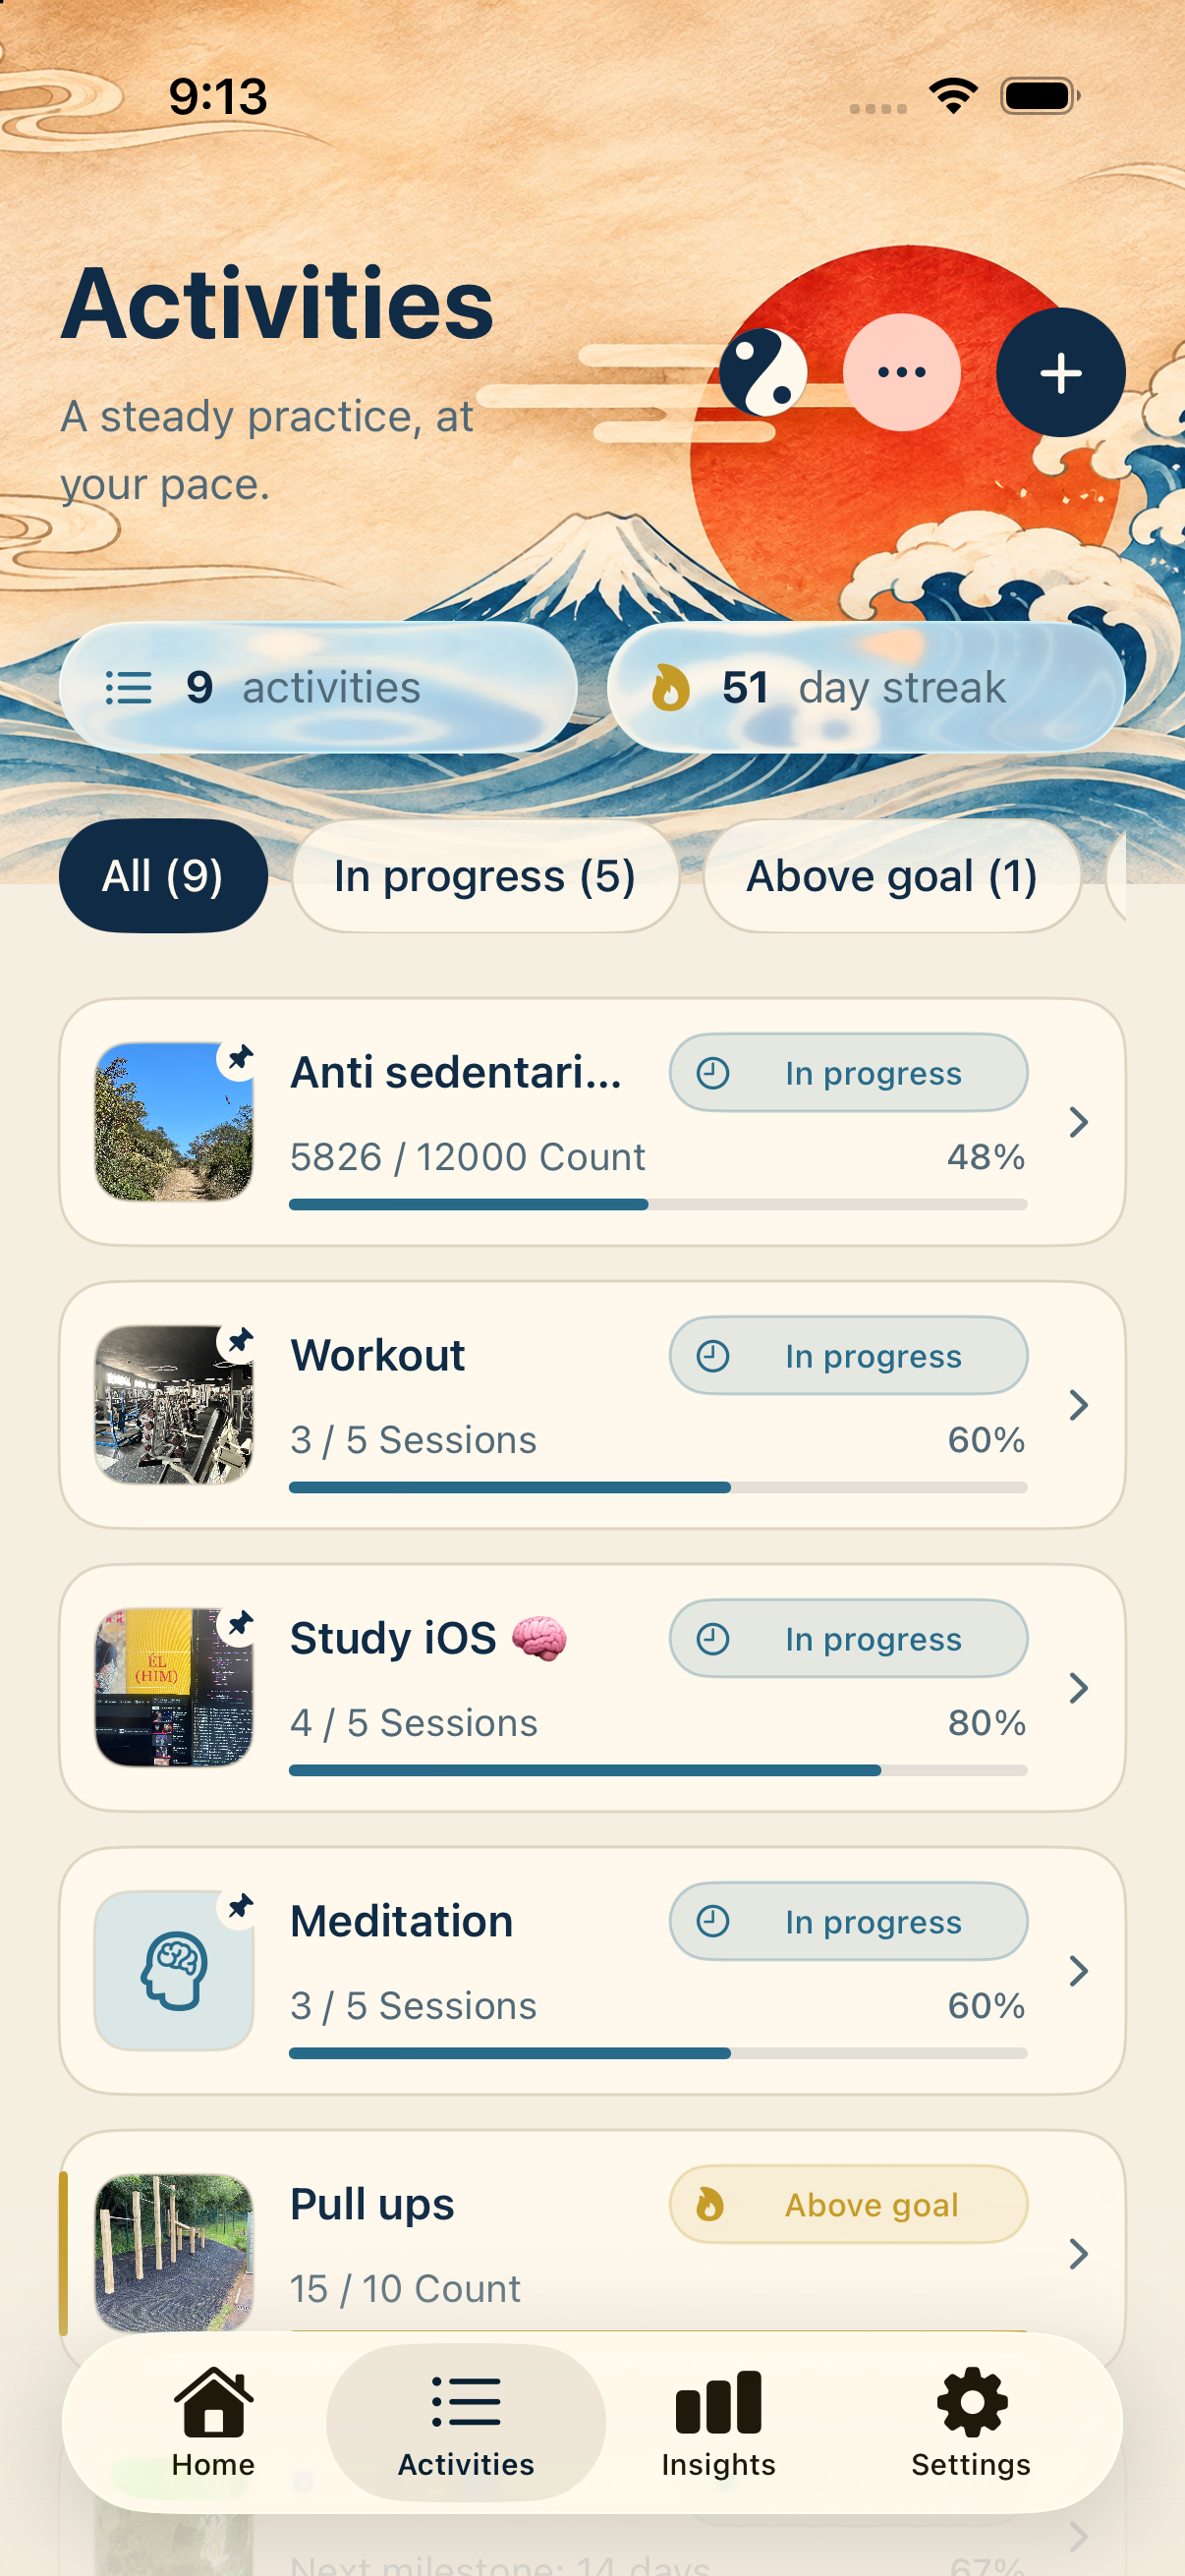 9:13
Activities
A steady practice, at
your pace.
9 activities
51 day streak
All (9)
In progress (5)
Above goal (1)
Anti sedentari...
In progress
5826 / 12000 Count
48%
Workout
In progress
3 / 5 Sessions
60%
ÉL
(HIM)
Study iOS 🧠
In progress
4 / 5 Sessions
80%
Meditation
In progress
3 / 5 Sessions
60%
Pull ups
Above goal
15 / 10 Count
Home
Activities
Insights
Settings
Next milestone: 14 days
67%